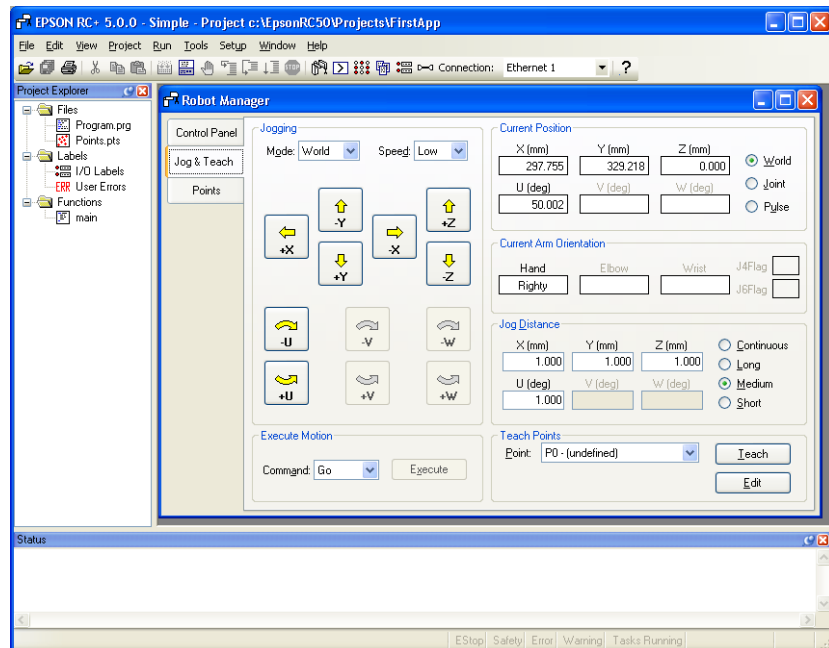 EPSON RC+ 5.0.0 - Simple - Project c:\EpsonRC50\Projects\FirstApp
File Edit View Project Run Tools Setup Window Help
Connection: Ethernet 1
Project Explorer
Files
Program.prg
Points.pts
Labels
I/O Labels
ERR User Errors
Functions
main
Robot Manager
Control Panel
Jog & Teach
Points
Jogging
Mode: World Speed: Low
-Y +Z
+X -X
+Y -Z
-U -V -W
+U +V +W
Execute Motion
Command: Go Execute
Current Position
X (mm) Y (mm) Z (mm)
297.755 329.218 0.000
U (deg) V (deg) W (deg)
50.002
World
Joint
Pulse
Current Arm Orientation
Hand Elbow Wrist J4Flag
Righty J6Flag
Jog Distance
X (mm) Y (mm) Z (mm)
1.000 1.000 1.000
U (deg) V (deg) W (deg)
1.000
Continuous
Long
Medium
Short
Teach Points
Point: P0 - (undefined) Teach
Edit
Status
EStop Safety Error Warning Tasks Running